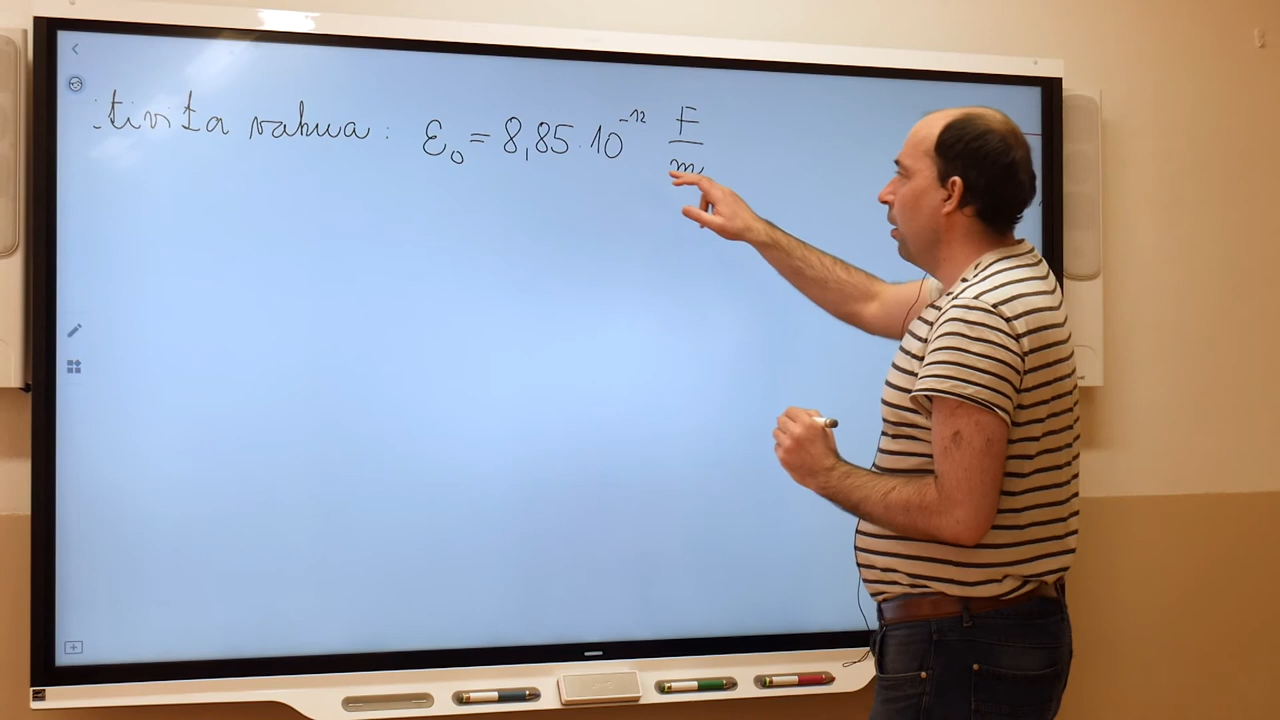 tivita vakua: ε₀ = 8,85·10⁻¹² F/m